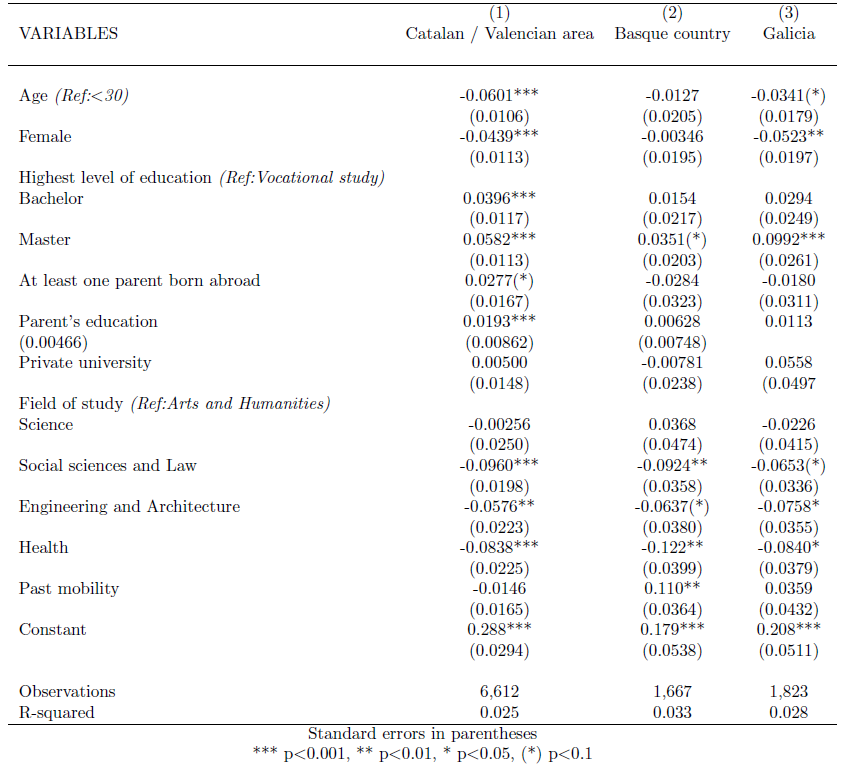 (1) (2) (3)
VARIABLES Catalan / Valencian area Basque country Galicia
Age (Ref:<30) -0.0601*** -0.0127 -0.0341(*)
(0.0106) (0.0205) (0.0179)
Female -0.0439*** -0.00346 -0.0523**
(0.0113) (0.0195) (0.0197)
Highest level of education (Ref:Vocational study)
Bachelor 0.0396*** 0.0154 0.0294
(0.0117) (0.0217) (0.0249)
Master 0.0582*** 0.0351(*) 0.0992***
(0.0113) (0.0203) (0.0261)
At least one parent born abroad 0.0277(*) -0.0284 -0.0180
(0.0167) (0.0323) (0.0311)
Parent's education 0.0193*** 0.00628 0.0113
(0.00466) (0.00862) (0.00748)
Private university 0.00500 -0.00781 0.0558
(0.0148) (0.0238) (0.0497
Field of study (Ref:Arts and Humanities)
Science -0.00256 0.0368 -0.0226
(0.0250) (0.0474) (0.0415)
Social sciences and Law -0.0960*** -0.0924** -0.0653(*)
(0.0198) (0.0358) (0.0336)
Engineering and Architecture -0.0576** -0.0637(*) -0.0758*
(0.0223) (0.0380) (0.0355)
Health -0.0838*** -0.122** -0.0840*
(0.0225) (0.0399) (0.0379)
Past mobility -0.0146 0.110** 0.0359
(0.0165) (0.0364) (0.0432)
Constant 0.288*** 0.179*** 0.208***
(0.0294) (0.0538) (0.0511)
Observations 6,612 1,667 1,823
R-squared 0.025 0.033 0.028
Standard errors in parentheses
*** p<0.001, ** p<0.01, * p<0.05, (*) p<0.1